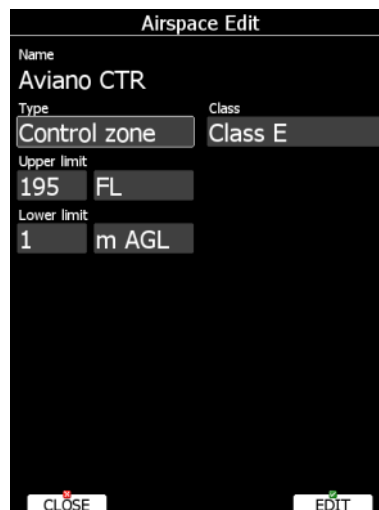 Airspace Edit
Name
Aviano CTR
Type Class
Control zone Class E
Upper limit
195 FL
Lower limit
1 m AGL
CLOSE EDIT